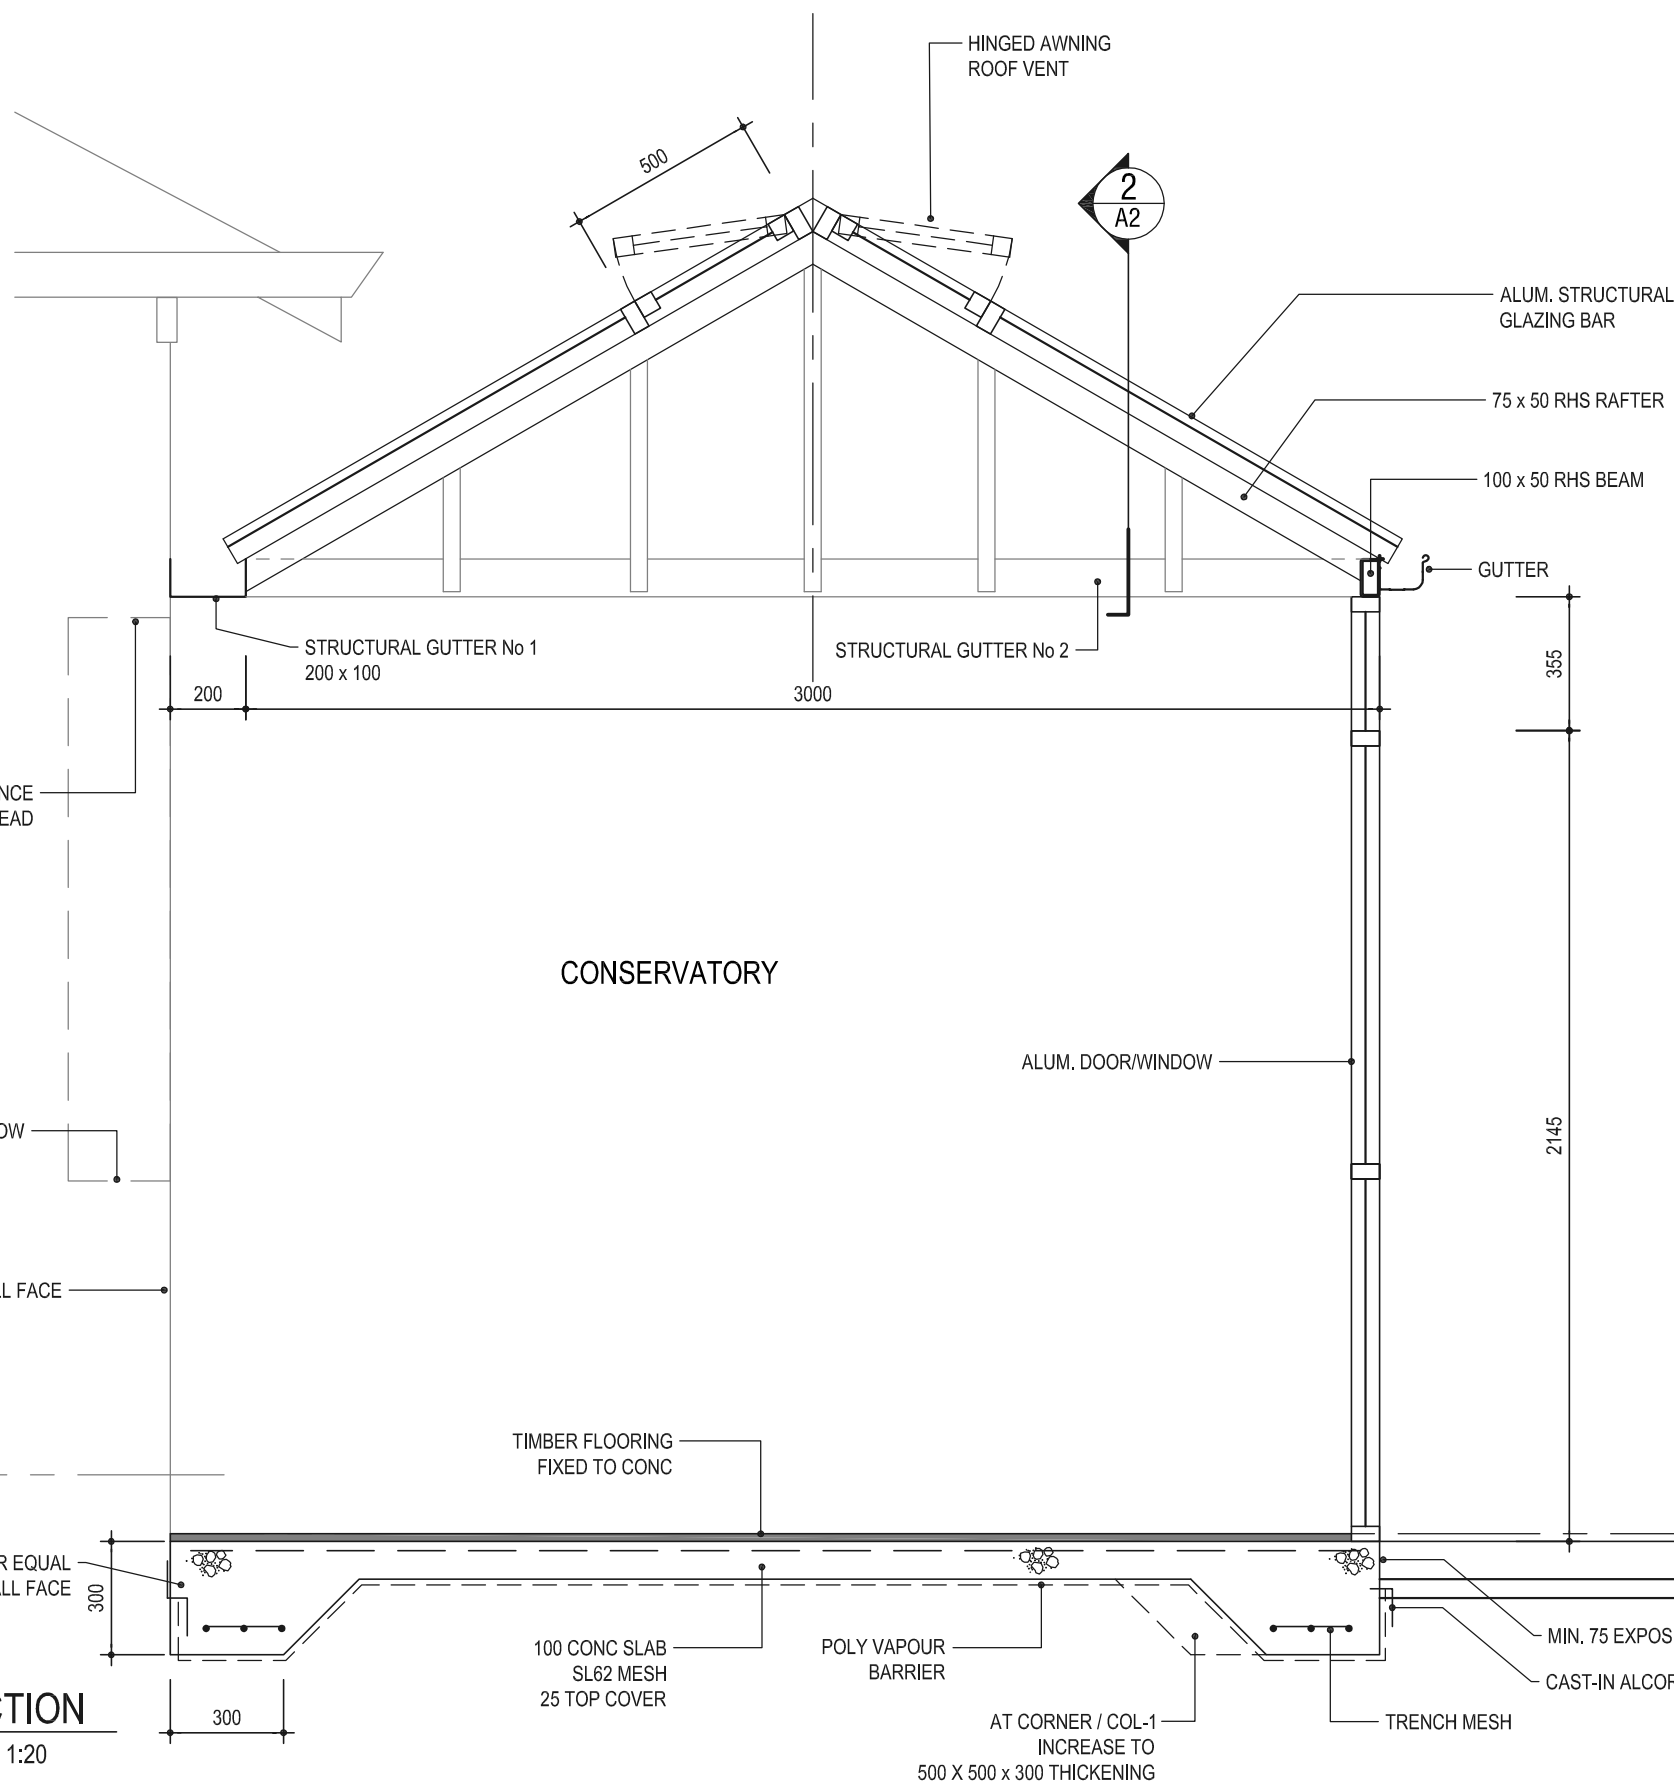 HINGED AWNING
ROOF VENT
500
2
A2
ALUM. STRUCTURAL
GLAZING BAR
75 x 50 RHS RAFTER
100 x 50 RHS BEAM
GUTTER
STRUCTURAL GUTTER No 1
200 x 100
STRUCTURAL GUTTER No 2
355
200
3000
EAD
CONSERVATORY
ALUM. DOOR/WINDOW
2145
OW
FACE
TIMBER FLOORING
FIXED TO CONC
R EQUAL
ALL FACE
300
100 CONC SLAB
SL62 MESH
25 TOP COVER
POLY VAPOUR
BARRIER
MIN. 75 EXPOS
CAST-IN ALCOR
AT CORNER / COL-1
INCREASE TO
500 X 500 x 300 THICKENING
TRENCH MESH
CTION
1:20
300